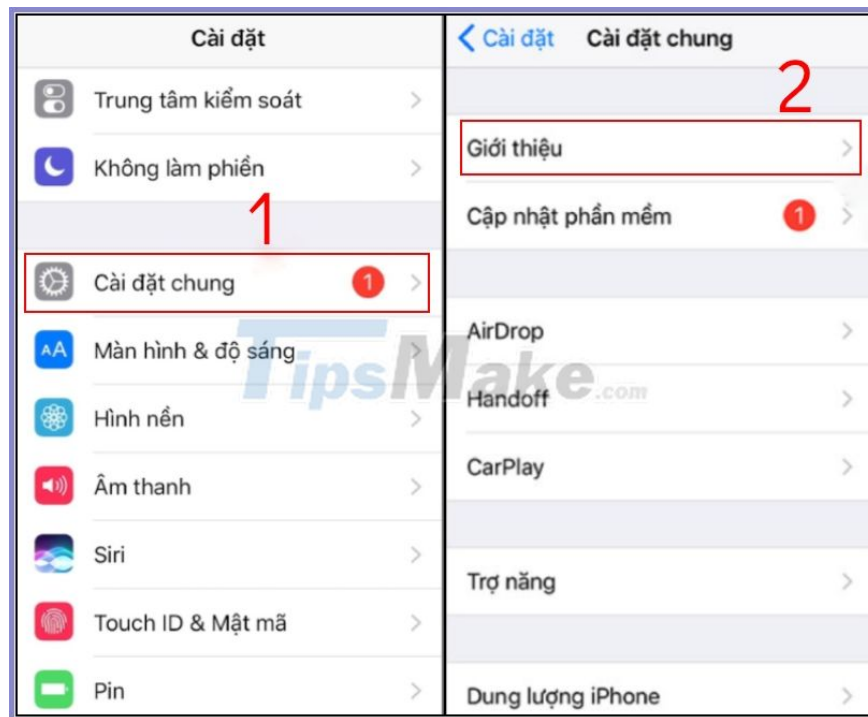 Cài đặt
Trung tâm kiểm soát
Không làm phiền
1
Cài đặt chung
1
AA
Màn hình & độ sáng
Hình nền
Âm thanh
Siri
Touch ID & Mật mã
Pin
Cài đặt
Cài đặt chung
2
Giới thiệu
Cập nhật phần mềm
1
AirDrop
Handoff
CarPlay
Trợ năng
Dung lượng iPhone
TipsMake.com